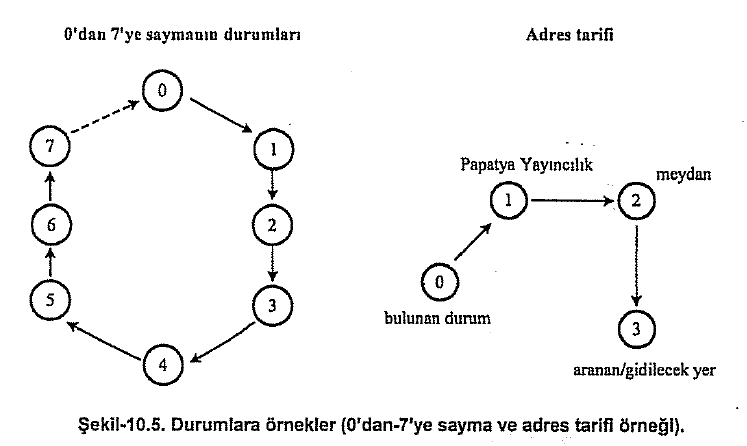 0'dan 7'ye saymanın durumları
Adres tarifi
0
7
1
6
2
5
3
4
Papatya Yayıncılık
meydan
1
2
0
bulunan durum
3
aranan/gidilecek yer
Şekil-10.5. Durumlara örnekler (0'dan-7'ye sayma ve adres tarifi örneği).